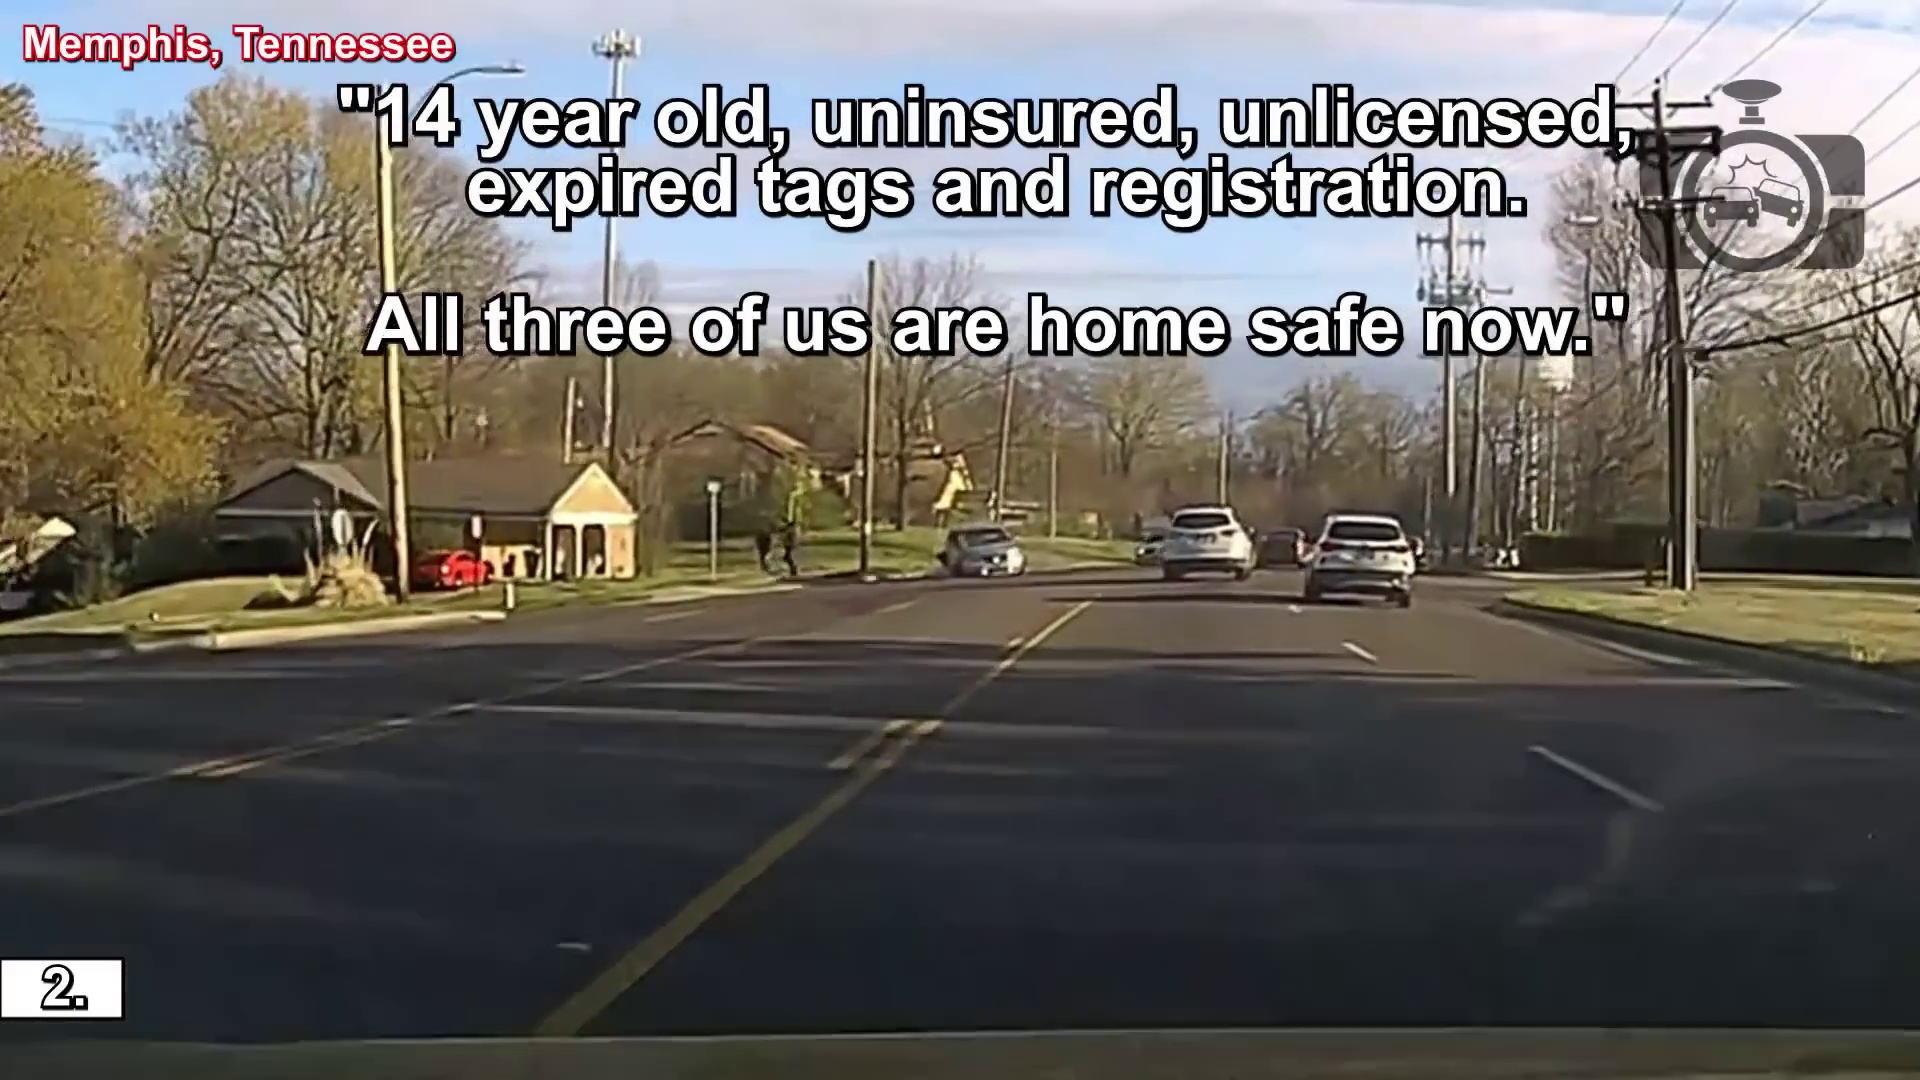 Memphis, Tennessee
"14 year old, uninsured, unlicensed,
expired tags and registration.
All three of us are home safe now."
2.